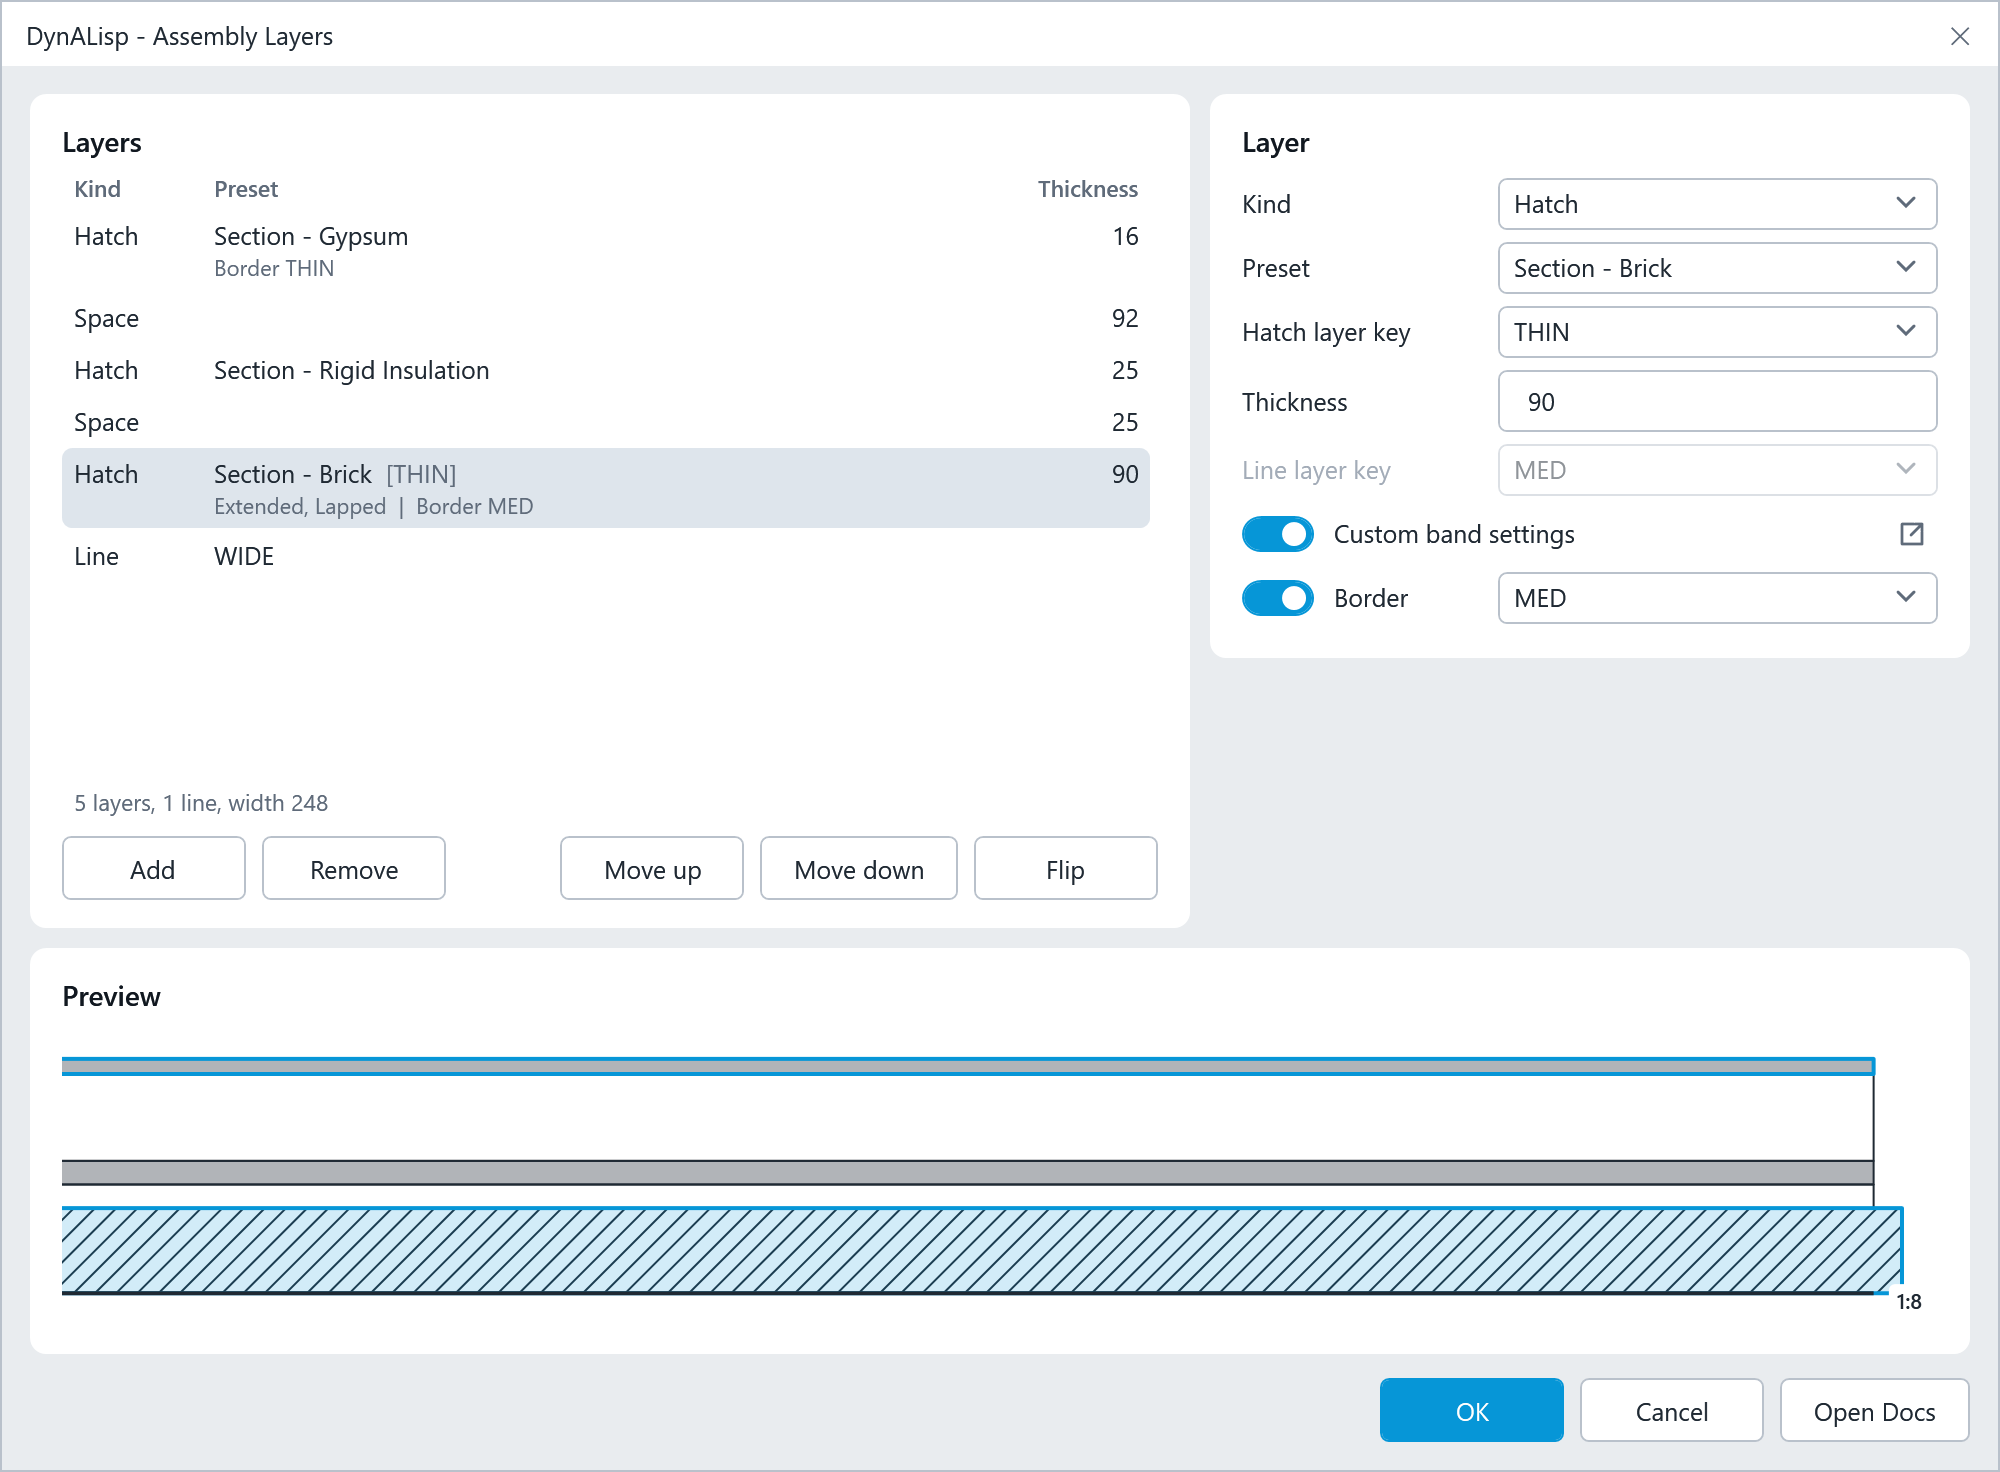 DynALisp - Assembly Layers
Layers
Kind Preset Thickness
Hatch Section - Gypsum 16
Border THIN
Space 92
Hatch Section - Rigid Insulation 25
Space 25
Hatch Section - Brick [THIN] 90
Extended, Lapped | Border MED
Line WIDE
5 layers, 1 line, width 248
Add Remove Move up Move down Flip
Layer
Kind Hatch
Preset Section - Brick
Hatch layer key THIN
Thickness 90
Line layer key MED
Custom band settings
Border MED
Preview
1:8
OK Cancel Open Docs